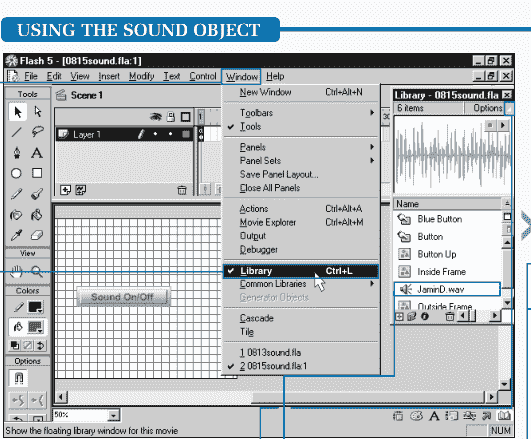 USING THE SOUND OBJECT
Flash 5 - [0815sound.fla:1]
File Edit View Insert Modify Text Control Window Help
Tools
View
Colors
Options
Scene 1
Layer 1
1
Sound On/Off
New Window Ctrl+Alt+N
Toolbars
Tools
Panels
Panel Sets
Save Panel Layout...
Close All Panels
Actions Ctrl+Alt+A
Movie Explorer Ctrl+Alt+M
Output
Debugger
Library Ctrl+L
Common Libraries
Generator Objects
Cascade
Tile
1 0813sound.fla
2 0815sound.fla:1
Library - 0815sound.fla
6 items Options
Name
Blue Button
Button
Button Up
Inside Frame
JaminD.wav
Outside Frame
50%
Show the floating library window for this movie
NUM